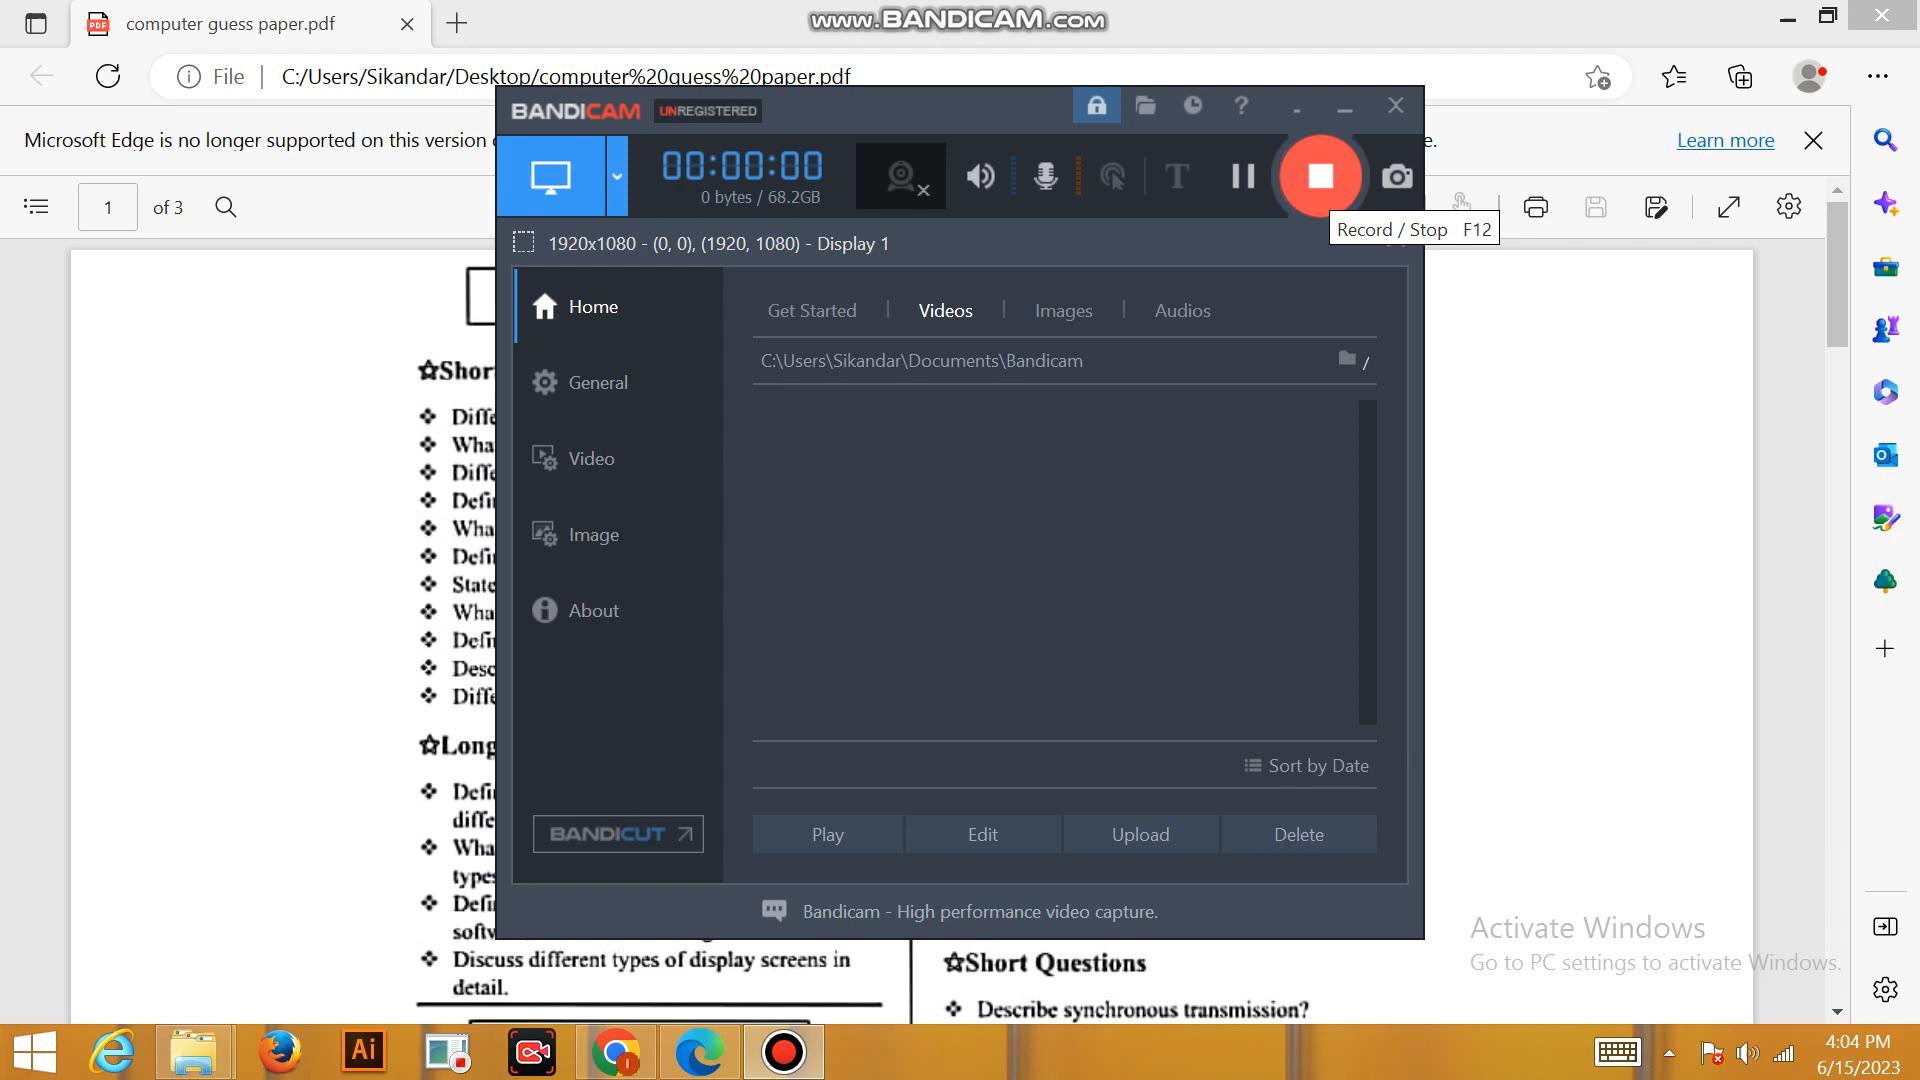 computer guess paper.pdf
www.BANDICAM.com
File
C:/Users/Sikandar/Desktop/computer%20guess%20paper.pdf
BANDICAM UNREGISTERED
Microsoft Edge is no longer supported on this version
e.
Learn more
00:00:00
0 bytes / 68.2GB
1 of 3
Record / Stop F12
1920x1080 - (0, 0), (1920, 1080) - Display 1
Home
Get Started
Videos
Images
Audios
C:\Users\Sikandar\Documents\Bandicam
General
Video
Image
About
Sort by Date
BANDICUT
Play
Edit
Upload
Delete
Bandicam - High performance video capture.
Discuss different types of display screens in
detail.
☆Short Questions
Describe synchronous transmission?
Activate Windows
Go to PC settings to activate Windows.
Ai
4:04 PM
6/15/2023